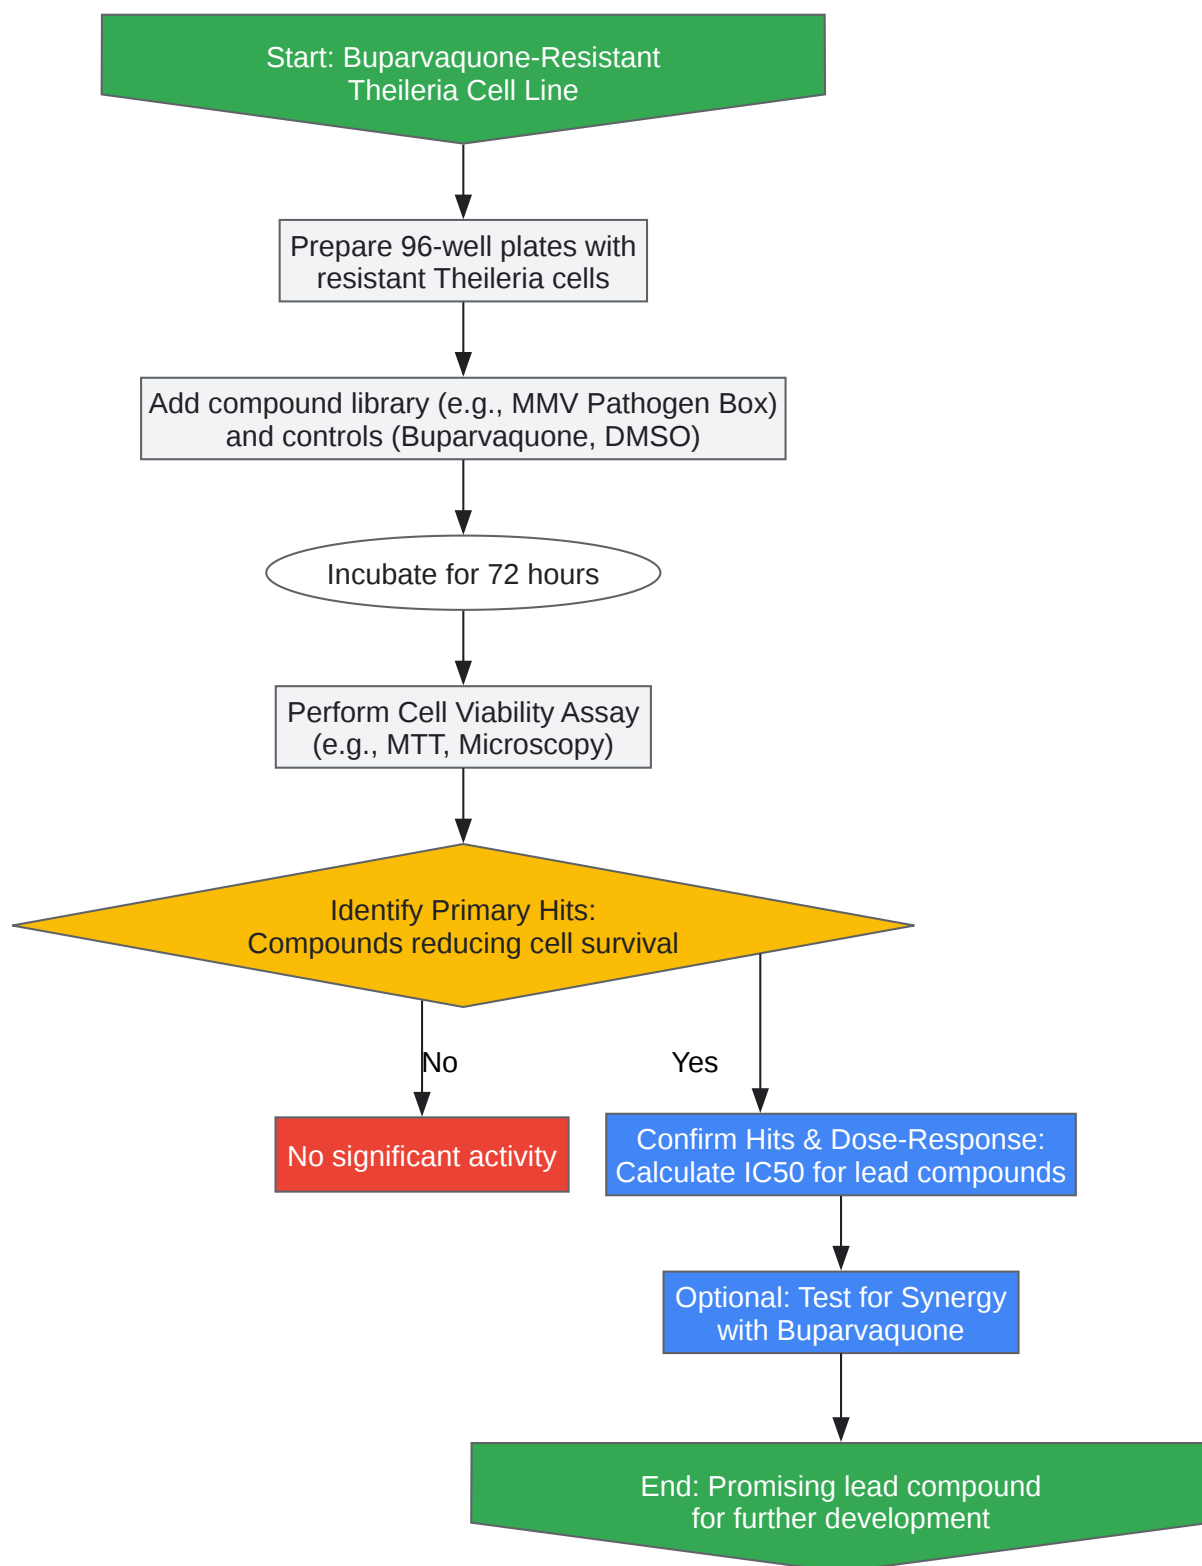 Start: Buparvaquone-Resistant
Theileria Cell Line
Prepare 96-well plates with
resistant Theileria cells
Add compound library (e.g., MMV Pathogen Box)
and controls (Buparvaquone, DMSO)
Incubate for 72 hours
Perform Cell Viability Assay
(e.g., MTT, Microscopy)
Identify Primary Hits:
Compounds reducing cell survival
No
Yes
No significant activity
Confirm Hits & Dose-Response:
Calculate IC50 for lead compounds
Optional: Test for Synergy
with Buparvaquone
End: Promising lead compound
for further development